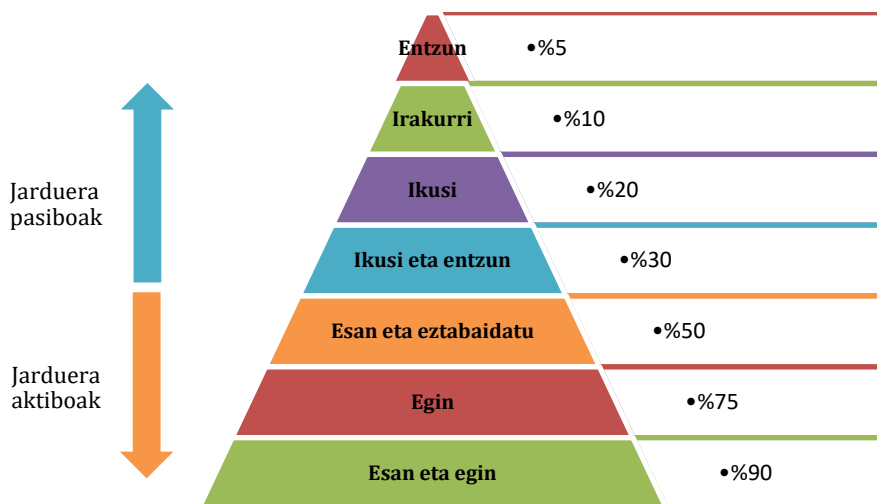 Entzun
•%5
Irakurri
•%10
Ikusi
•%20
Jarduera
pasiboak
Ikusi eta entzun
•%30
Esan eta eztabaidatu
•%50
Jarduera
aktiboak
Egin
•%75
Esan eta egin
•%90